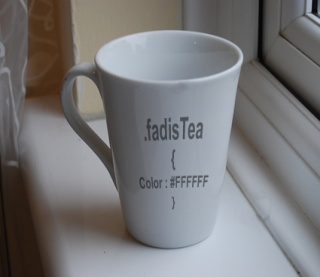 .fadisTea
{
Color : #FFFFFF
}